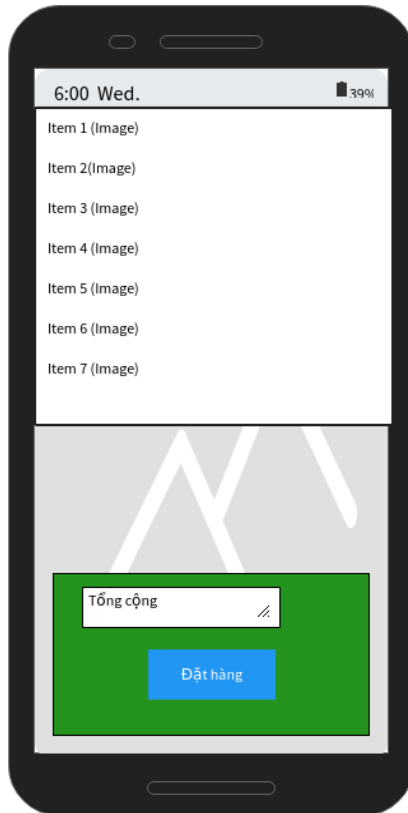 6:00 Wed.
39%
Item 1 (Image)
Item 2(Image)
Item 3 (Image)
Item 4 (Image)
Item 5 (Image)
Item 6 (Image)
Item 7 (Image)
Tổng cộng
Đặt hàng